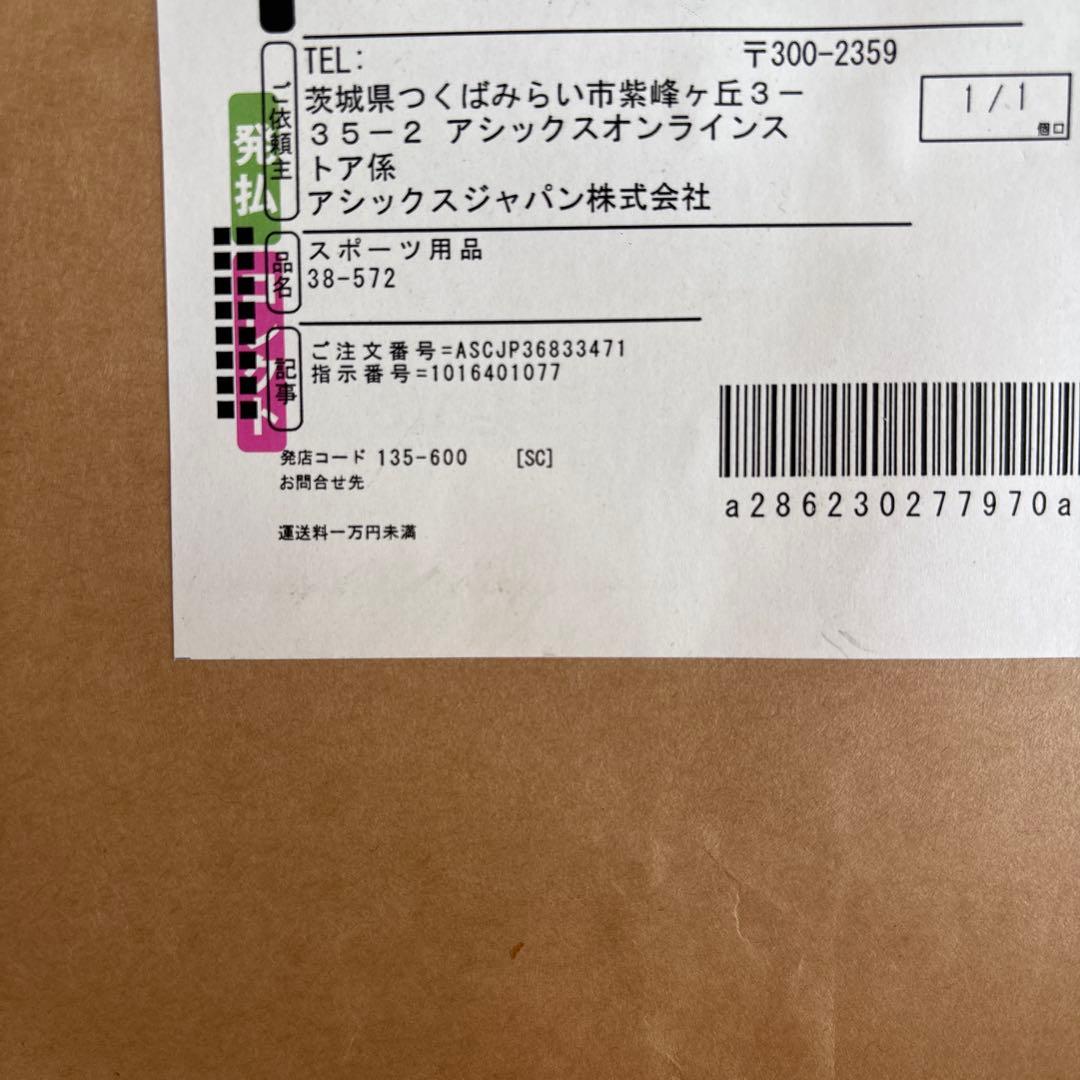 TEL:
〒300-2359
ご依頼主
茨城県つくばみらい市紫峰ヶ丘3-
35-2 アシックスオンラインス
トア係
アシックスジャパン株式会社
1/1
個口
発払
品名
スポーツ用品
38-572
記事
ご注文番号=ASCJP36833471
指示番号=1016401077
発店コード 135-600 [SC]
お問合せ先
運送料一万円未満
a286230277970a